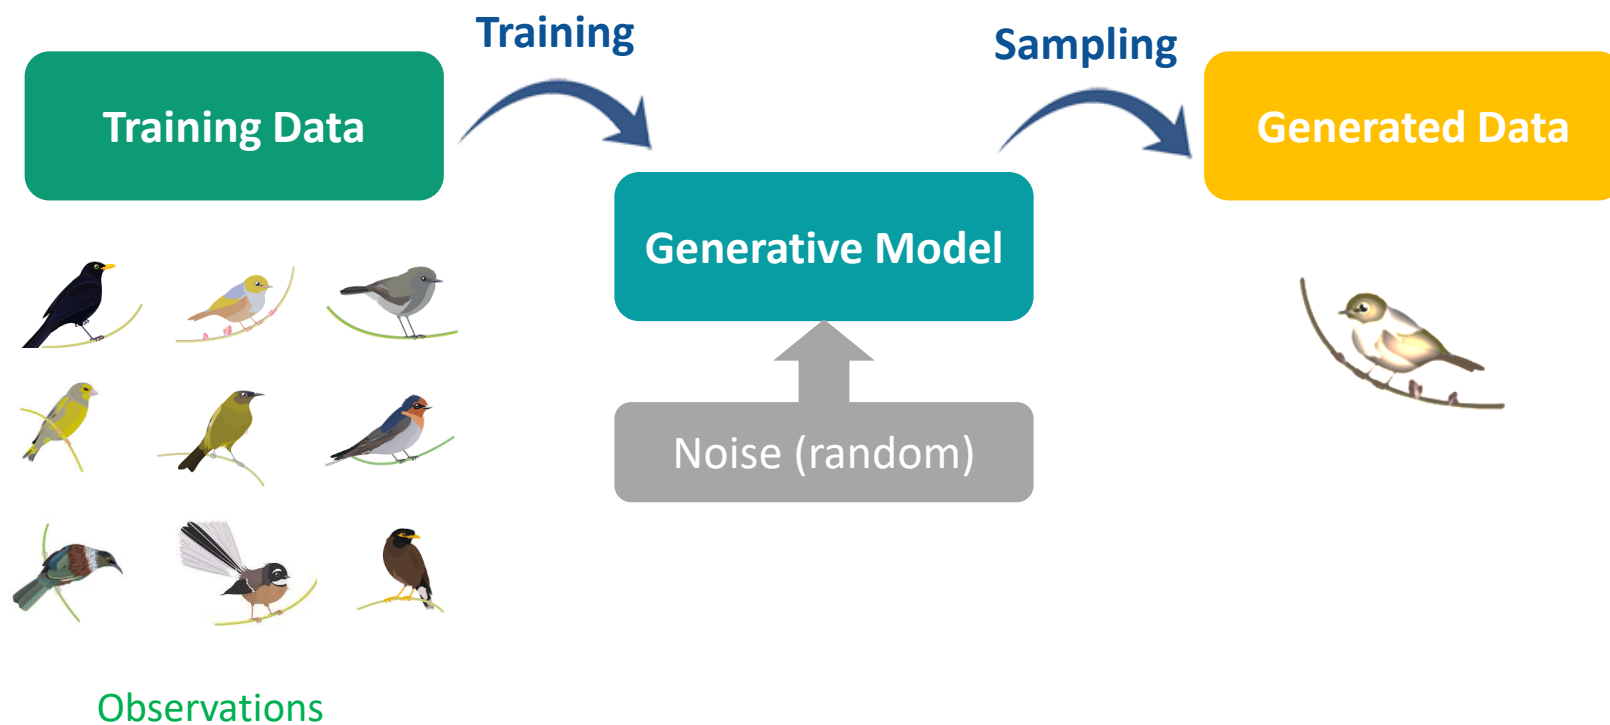 Training
Sampling
Training Data
Generated Data
Generative Model
Noise (random)
Observations